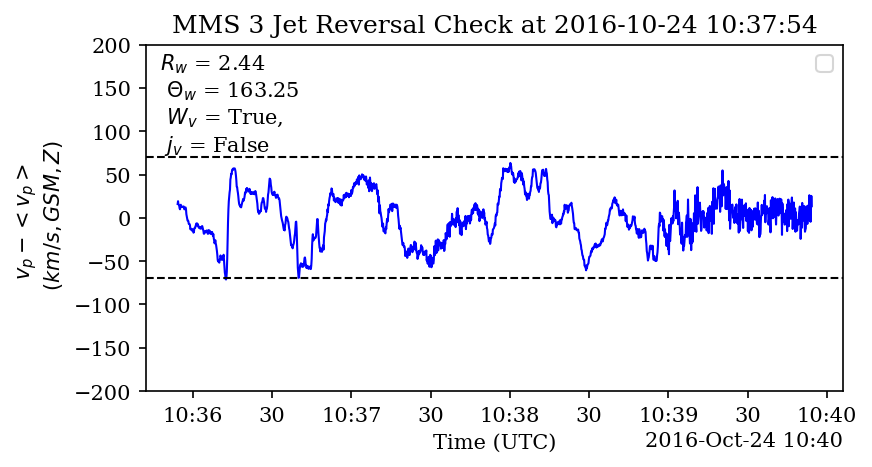 MMS 3 Jet Reversal Check at 2016-10-24 10:37:54
R_w = 2.44
Θ_w = 163.25
W_v = True,
j_v = False
v_p − < v_p >
(km/s, GSM, Z)
200
150
100
50
0
−50
−100
−150
−200
10:36 30 10:37 30 10:38 30 10:39 30 10:40
Time (UTC)
2016-Oct-24 10:40